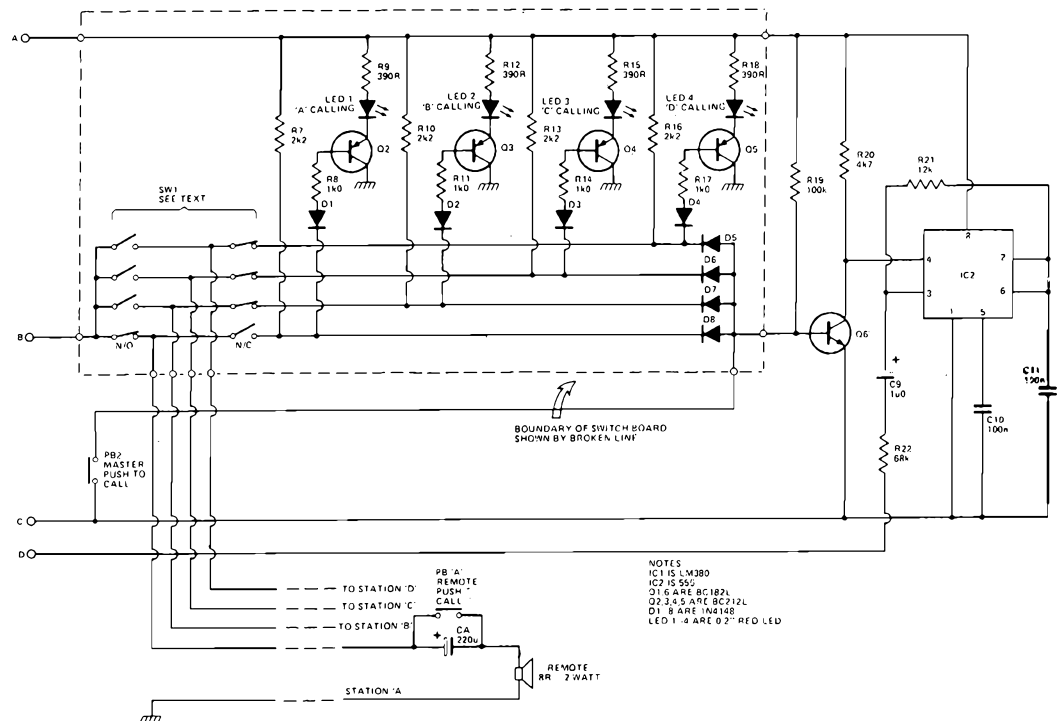 A
R9
390R
R12
390R
R15
390R
R18
390R
LED 1
'A' CALLING
LED 2
'B' CALLING
LED 3
'C' CALLING
LED 4
'D' CALLING
R7
2k2
R10
2k2
R13
2k2
R16
2k2
Q2
Q3
Q4
Q5
R8
1k0
R11
1k0
R14
1k0
R17
1k0
D1
D2
D3
D4
R19
100k
R20
4k7
R21
12k
SW1
SEE TEXT
D5
D6
D7
D8
B
N/O
N/C
Q6
8
4
7
IC2
3
6
1
5
C9
1u0
+
C10
100n
C11
100n
R22
68k
BOUNDARY OF SWITCH BOARD
SHOWN BY BROKEN LINE
PB2
MASTER
PUSH TO
CALL
C
D
TO STATION 'D'
TO STATION 'C'
TO STATION 'B'
STATION 'A
PB 'A'
REMOTE
PUSH T
CALL
+
CA
220u
REMOTE
8R 2 WATT
NOTES
IC1 IS LM380
IC2 IS 555
Q1,6 ARE BC182L
Q2,3,4,5 ARE BC212L
D1 8 ARE 1N4148
LED 1 -4 ARE 0.2" RED LED